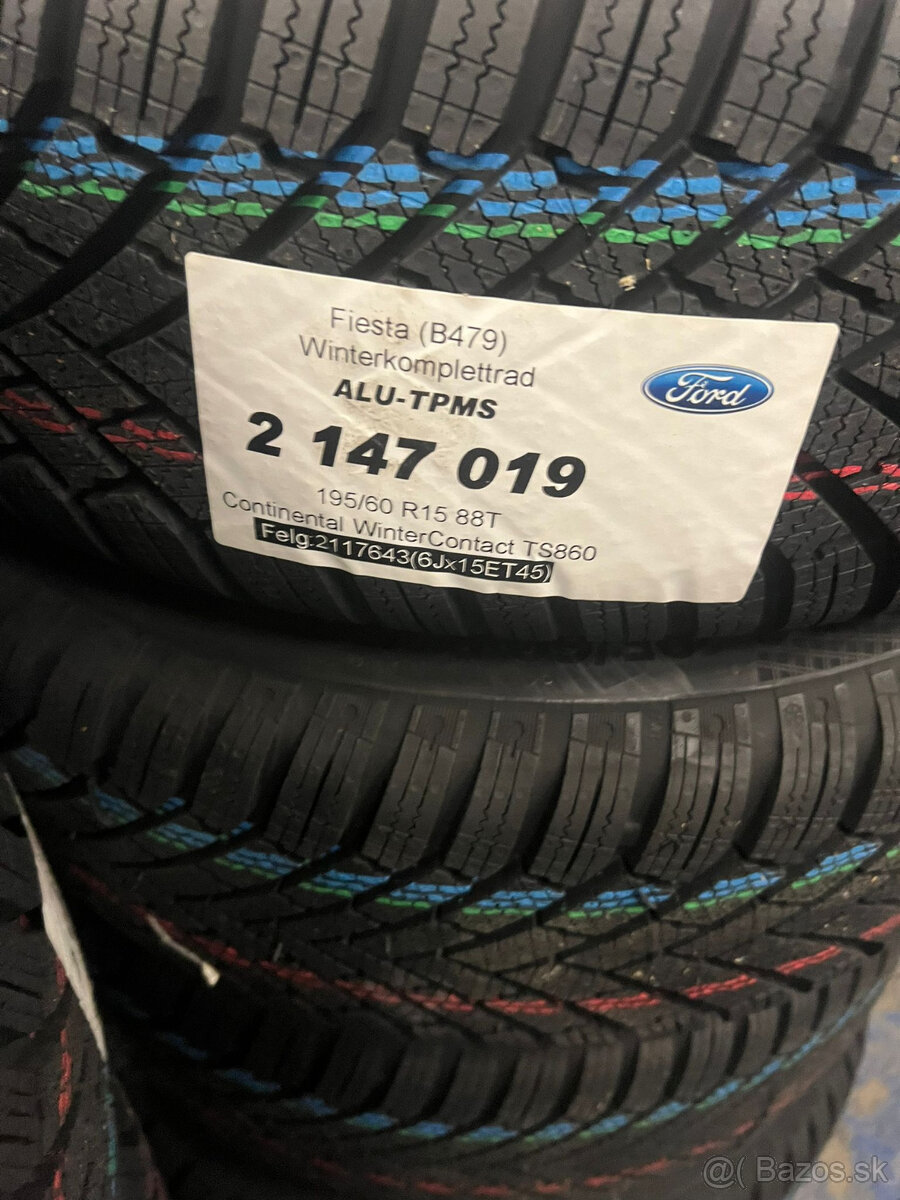 Fiesta (B479)
Winterkomplettrad
ALU-TPMS
Ford
2 147 019
195/60 R15 88T
Continental WinterContact TS860
Felg:2117643(6Jx15ET45)
@( Bazos.sk